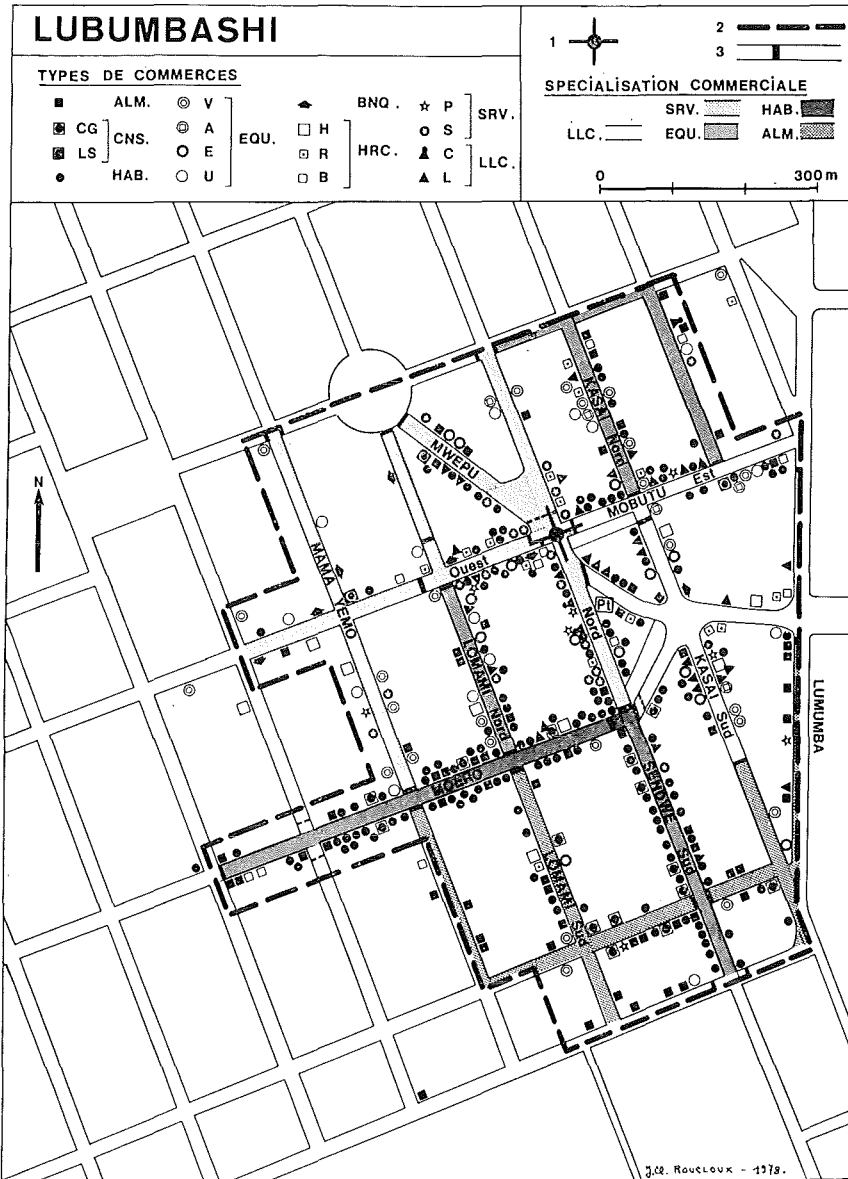 LUBUMBASHI
TYPES DE COMMERCES
ALM.
CG
LS
CNS.
HAB.
V
A
E
U
EQU.
BNQ.
H
R
B
HRC.
P
S
SRV.
C
L
LLC.
1
2
3
SPECIALISATION COMMERCIALE
SRV.
HAB.
LLC.
EQU.
ALM.
0
300 m
N
KASAI Nord
MWEPU
MOBUTU Est
Ouest
MAMA YEMO
Nord
LOMAMI Nord
KASAI Sud
LUMUMBA
MOERO
SENDWE Sud
LOMAMI Sud
J.Cl. ROUCLOUX - 1978.